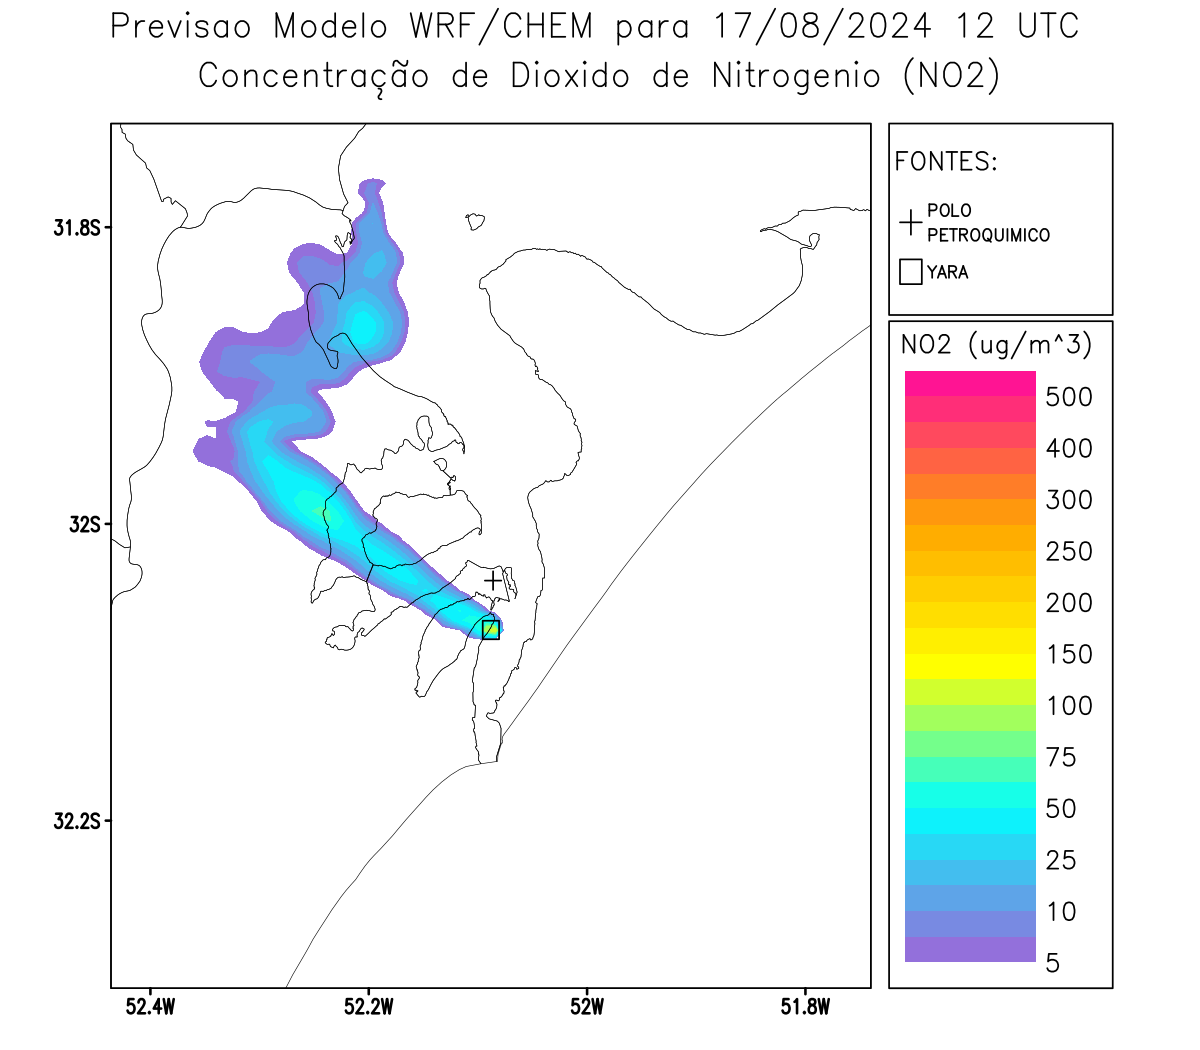 Previsao Modelo WRF/CHEM para 17/08/2024 12 UTC
Concentração de Dioxido de Nitrogenio (NO2)
FONTES:
POLO
PETROQUIMICO
YARA
NO2 (ug/m^3)
500
400
300
250
200
150
100
75
50
25
10
5
31.8S
32S
32.2S
52.4W
52.2W
52W
51.8W